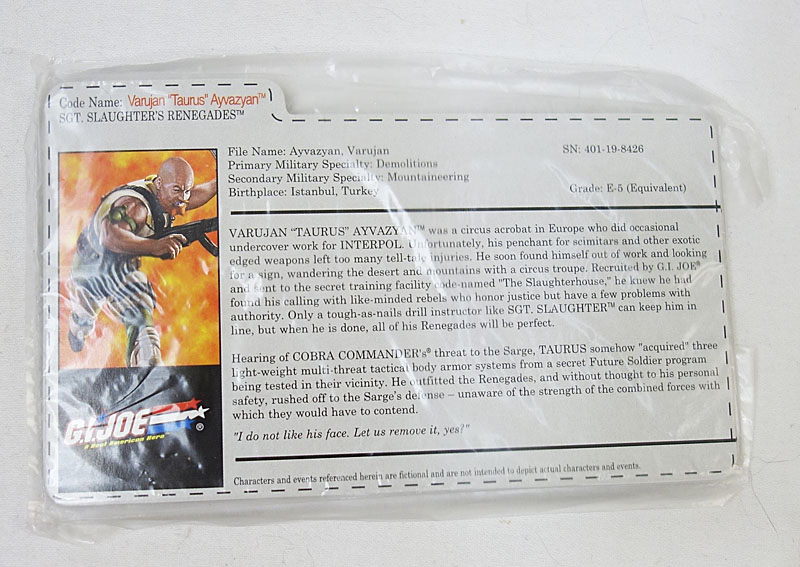 Code Name: Varujan "Taurus" Ayvazyan™
SGT. SLAUGHTER'S RENEGADES™
File Name: Ayvazyan, Varujan
SN: 401-19-8426
Primary Military Specialty: Demolitions
Secondary Military Specialty: Mountaineering
Birthplace: Istanbul, Turkey
Grade: E-5 (Equivalent)
VARUJAN "TAURUS" AYVAZYAN™ was a circus acrobat in Europe who did occasional
undercover work for INTERPOL. Unfortunately, his penchant for scimitars and other exotic
edged weapons left too many tell-tale injuries. He soon found himself out of work and looking
for a sign, wandering the desert and mountains with a circus troupe. Recruited by G.I. JOE®
and sent to the secret training facility code-named "The Slaughterhouse," he knew he had
found his calling with like-minded rebels who honor justice but have a few problems with
authority. Only a tough-as-nails drill instructor like SGT. SLAUGHTER™ can keep him in
line, but when he is done, all of his Renegades will be perfect.
Hearing of COBRA COMMANDER's® threat to the Sarge, TAURUS somehow "acquired" three
light-weight multi-threat tactical body armor systems from a secret Future Soldier program
being tested in their vicinity. He outfitted the Renegades, and without thought to his personal
safety, rushed off to the Sarge's defense – unaware of the strength of the combined forces with
which they would have to contend.
"I do not like his face. Let us remove it, yes?"
G.I.JOE®
a Real American Hero
Characters and events referenced herein are fictional and are not intended to depict actual characters and events.